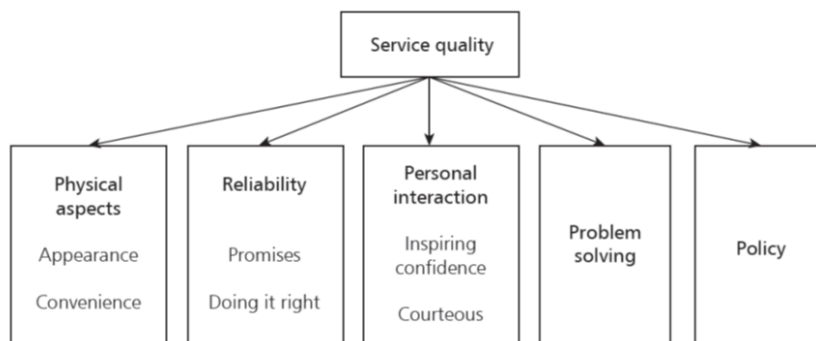 Service quality
Physical
aspects
Appearance
Convenience
Reliability
Promises
Doing it right
Personal
interaction
Inspiring
confidence
Courteous
Problem
solving
Policy